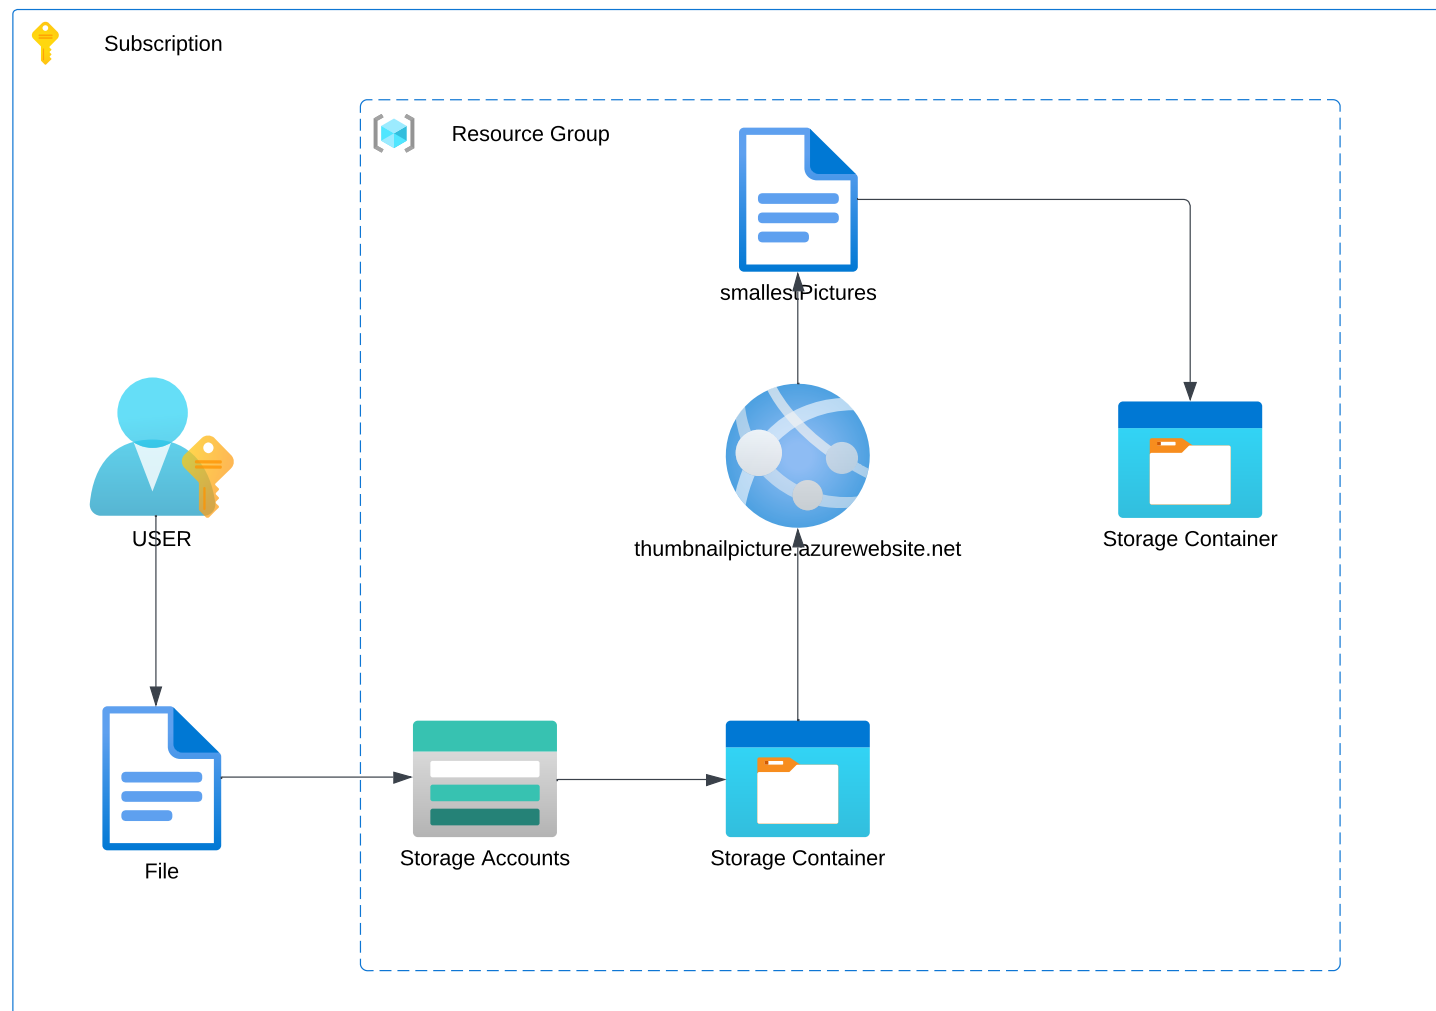 Subscription
Resource Group
smallestPictures
USER
thumbnailpicture.azurewebsite.net
Storage Container
File
Storage Accounts
Storage Container